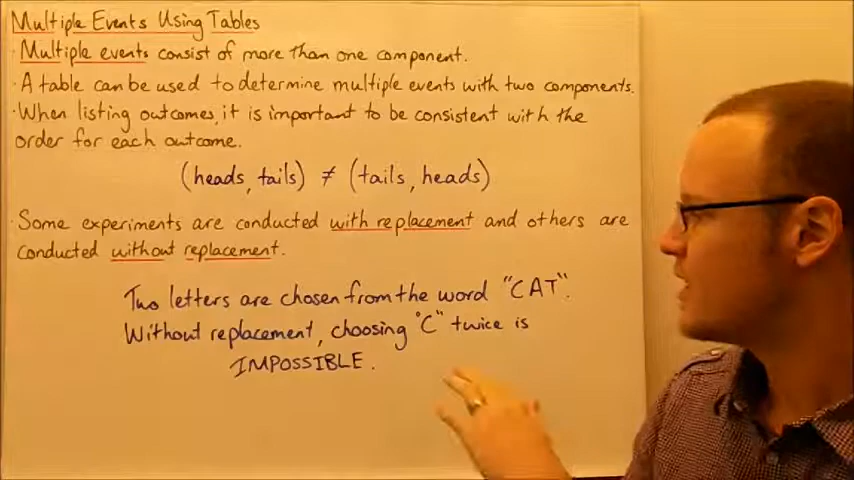 Multiple Events Using Tables
· Multiple events consist of more than one component.
· A table can be used to determine multiple events with two components.
· When listing outcomes, it is important to be consistent with the
order for each outcome.
(heads, tails) ≠ (tails, heads)
· Some experiments are conducted with replacement and others are
conducted without replacement.
Two letters are chosen from the word "CAT".
Without replacement, choosing "C" twice is
IMPOSSIBLE.